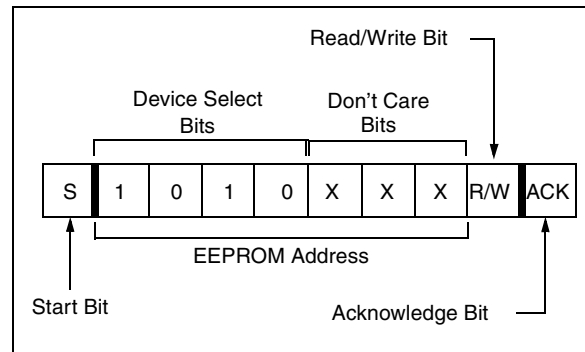 Read/Write Bit
Device Select
Bits
Don't Care
Bits
S 1 0 1 0 X X X R/W ACK
EEPROM Address
Start Bit
Acknowledge Bit